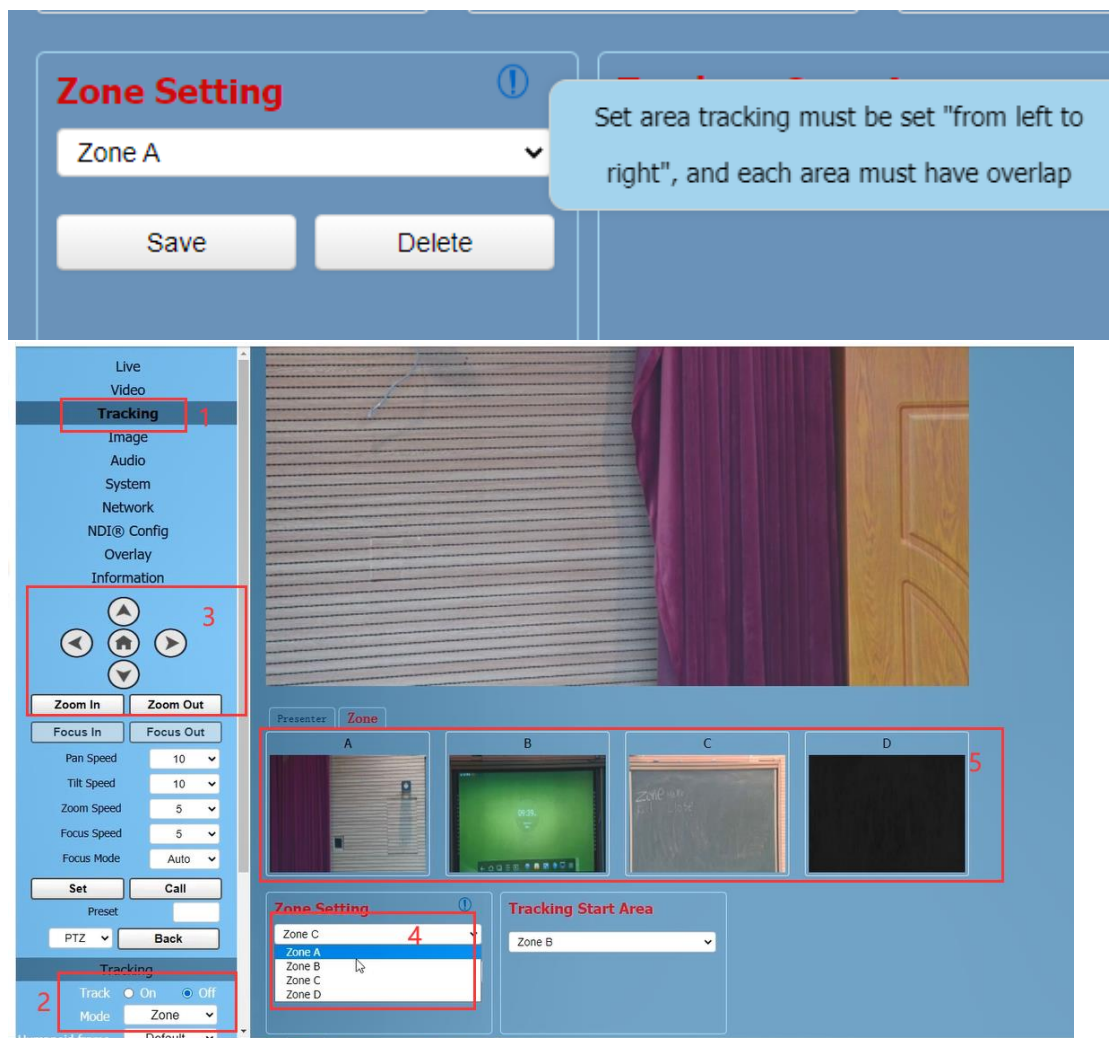 Zone Setting
Set area tracking must be set "from left to
right", and each area must have overlap
Zone A
Save Delete
Live
Video
Tracking 1
Image
Audio
System
Network
NDI® Config
Overlay
Information
3
Zoom In Zoom Out
Focus In Focus Out
Pan Speed 10
Tilt Speed 10
Zoom Speed 5
Focus Speed 5
Focus Mode Auto
Set Call
Preset
PTZ Back
Tracking
2
Track On Off
Mode Zone
Default
Presenter Zone
A B C D
5
Zone Setting
Zone C 4
Zone A
Zone B
Zone C
Zone D
Tracking Start Area
Zone B